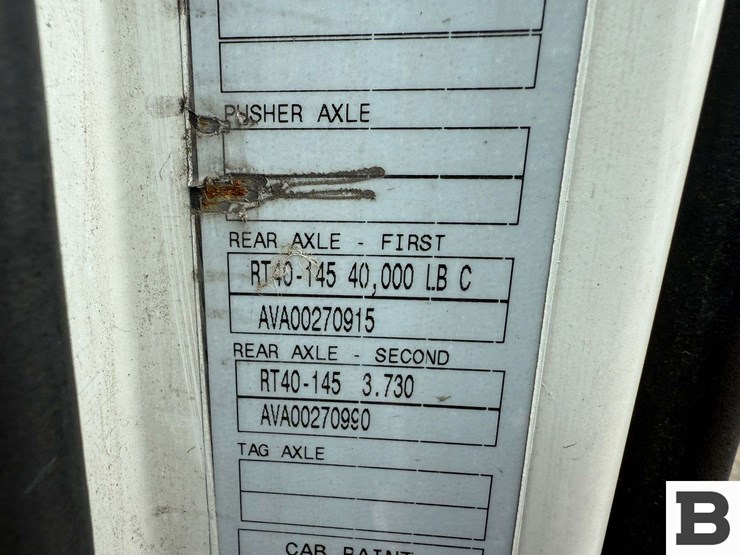 PUSHER AXLE
REAR AXLE - FIRST
RT40-145 40,000 LB C
AVA00270915
REAR AXLE - SECOND
RT40-145 3.730
AVA00270990
TAG AXLE
CAB PAINT
B